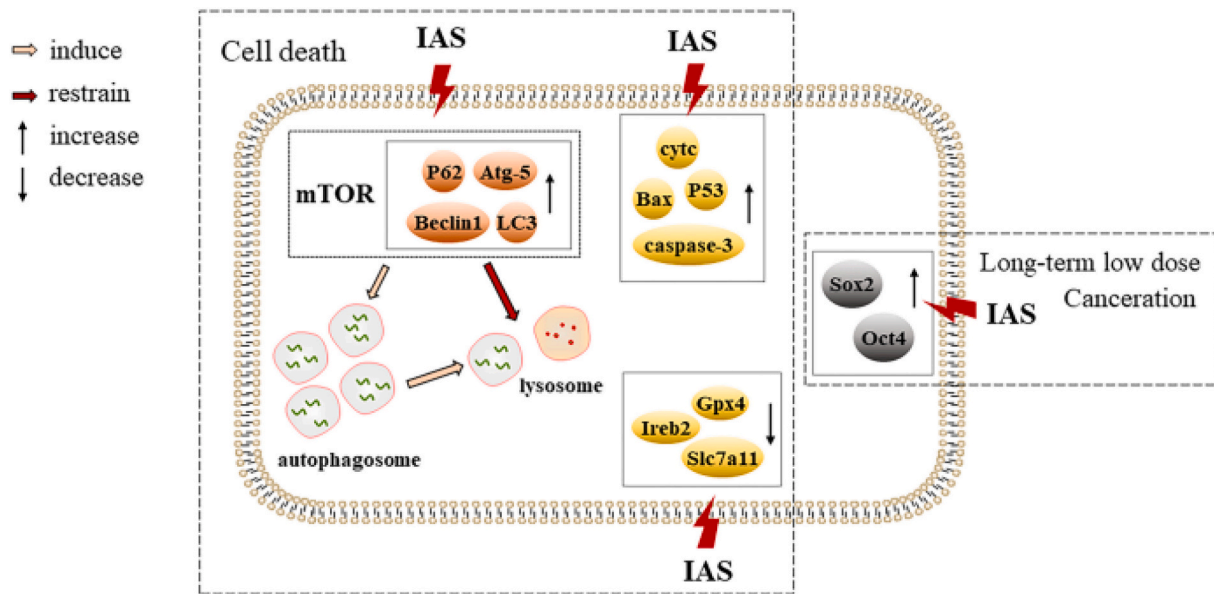 induce
restrain
increase
decrease
Cell death
IAS
IAS
mTOR
P62
Atg-5
Beclin1
LC3
cytc
Bax
P53
caspase-3
Sox2
Oct4
Long-term low dose
Canceration
IAS
lysosome
autophagosome
Gpx4
Ireb2
Slc7a11
IAS